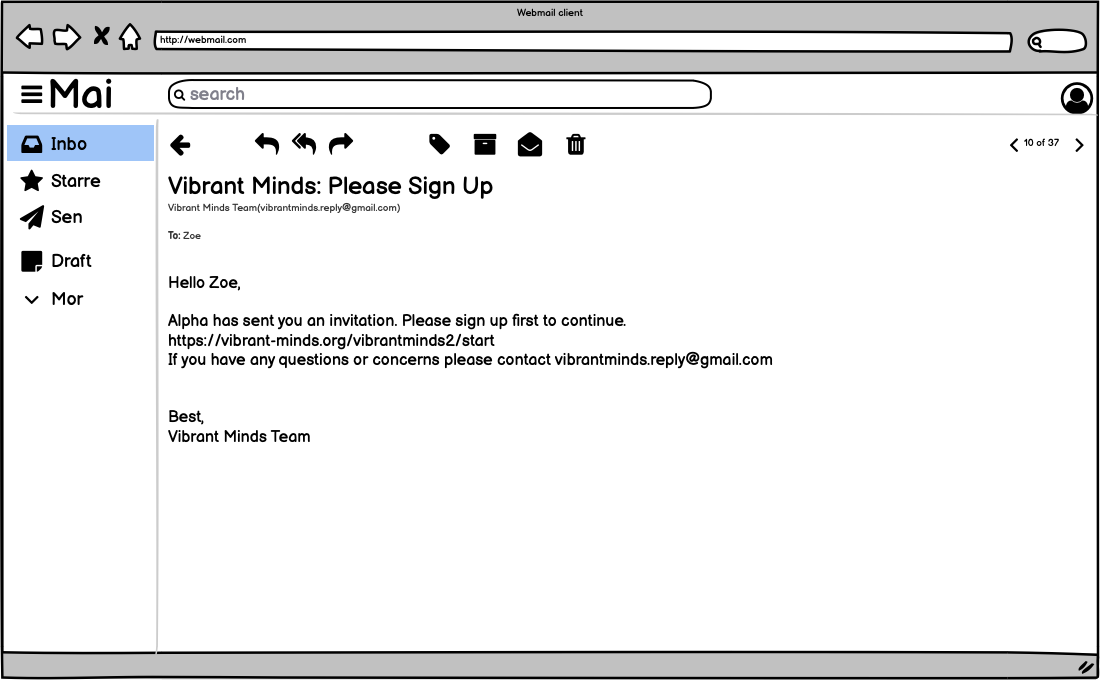 Webmail client
http://webmail.com
Mai
search
Inbo
Starre
Sen
Draft
Mor
10 of 37
Vibrant Minds: Please Sign Up
Vibrant Minds Team(vibrantminds.reply@gmail.com)
To: Zoe
Hello Zoe,
Alpha has sent you an invitation. Please sign up first to continue.
https://vibrant-minds.org/vibrantminds2/start
If you have any questions or concerns please contact vibrantminds.reply@gmail.com
Best,
Vibrant Minds Team